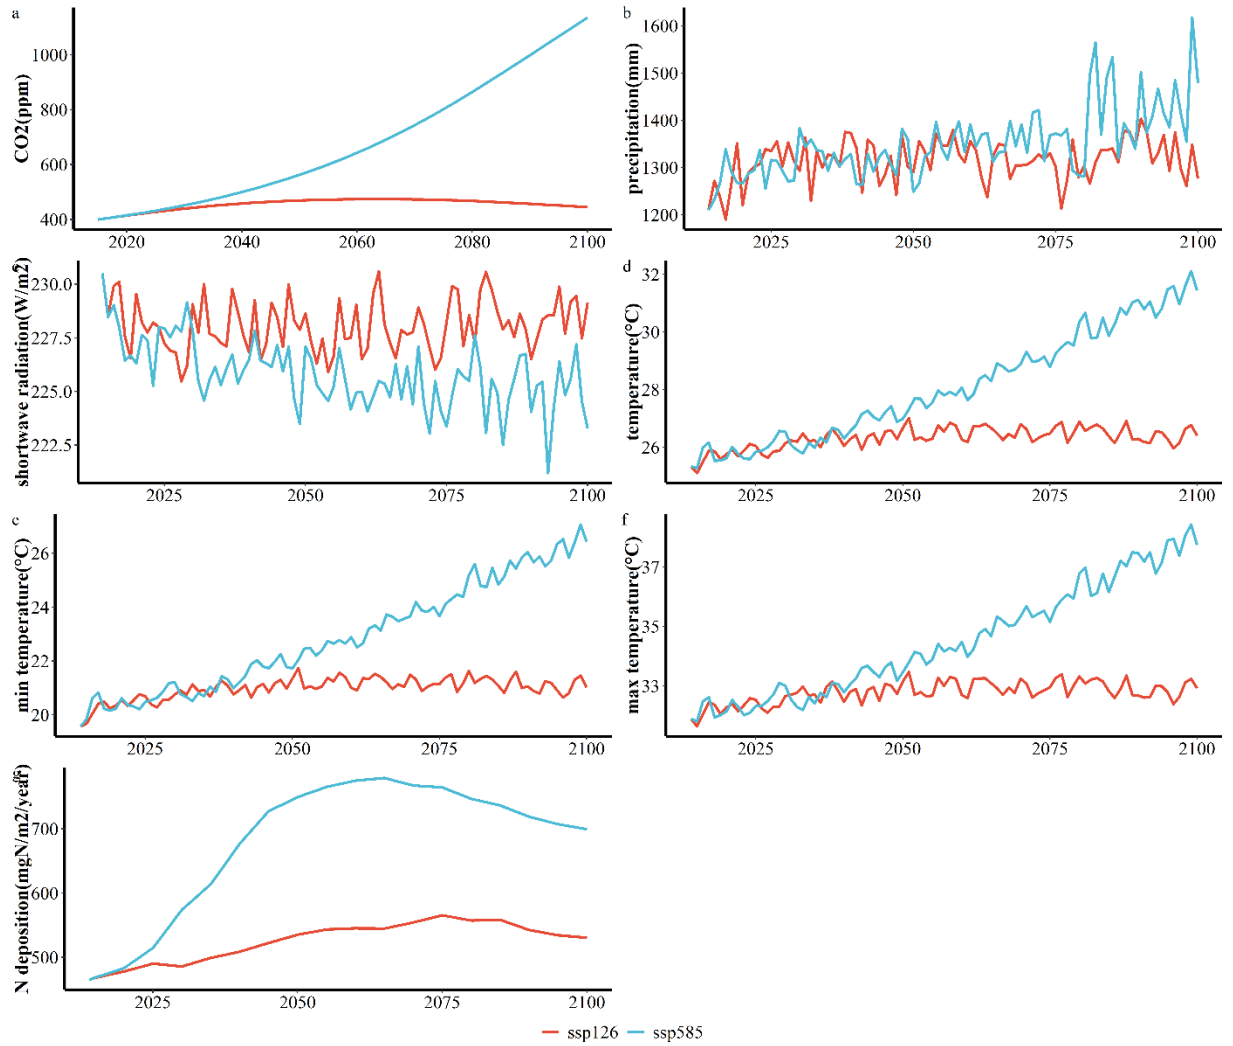 a
CO2(ppm)
1000
800
600
400
2020 2040 2060 2080 2100
b
precipitation(mm)
1600
1500
1400
1300
1200
2025 2050 2075 2100
shortwave radiation(W/m2)
230.0
227.5
225.0
222.5
2025 2050 2075 2100
d
temperature(°C)
32
30
28
26
2025 2050 2075 2100
c
min temperature(°C)
26
24
22
20
2025 2050 2075 2100
f
max temperature(°C)
37
35
33
2025 2050 2075 2100
N deposition(mgN/m2/year)
700
600
500
2025 2050 2075 2100
ssp126 ssp585